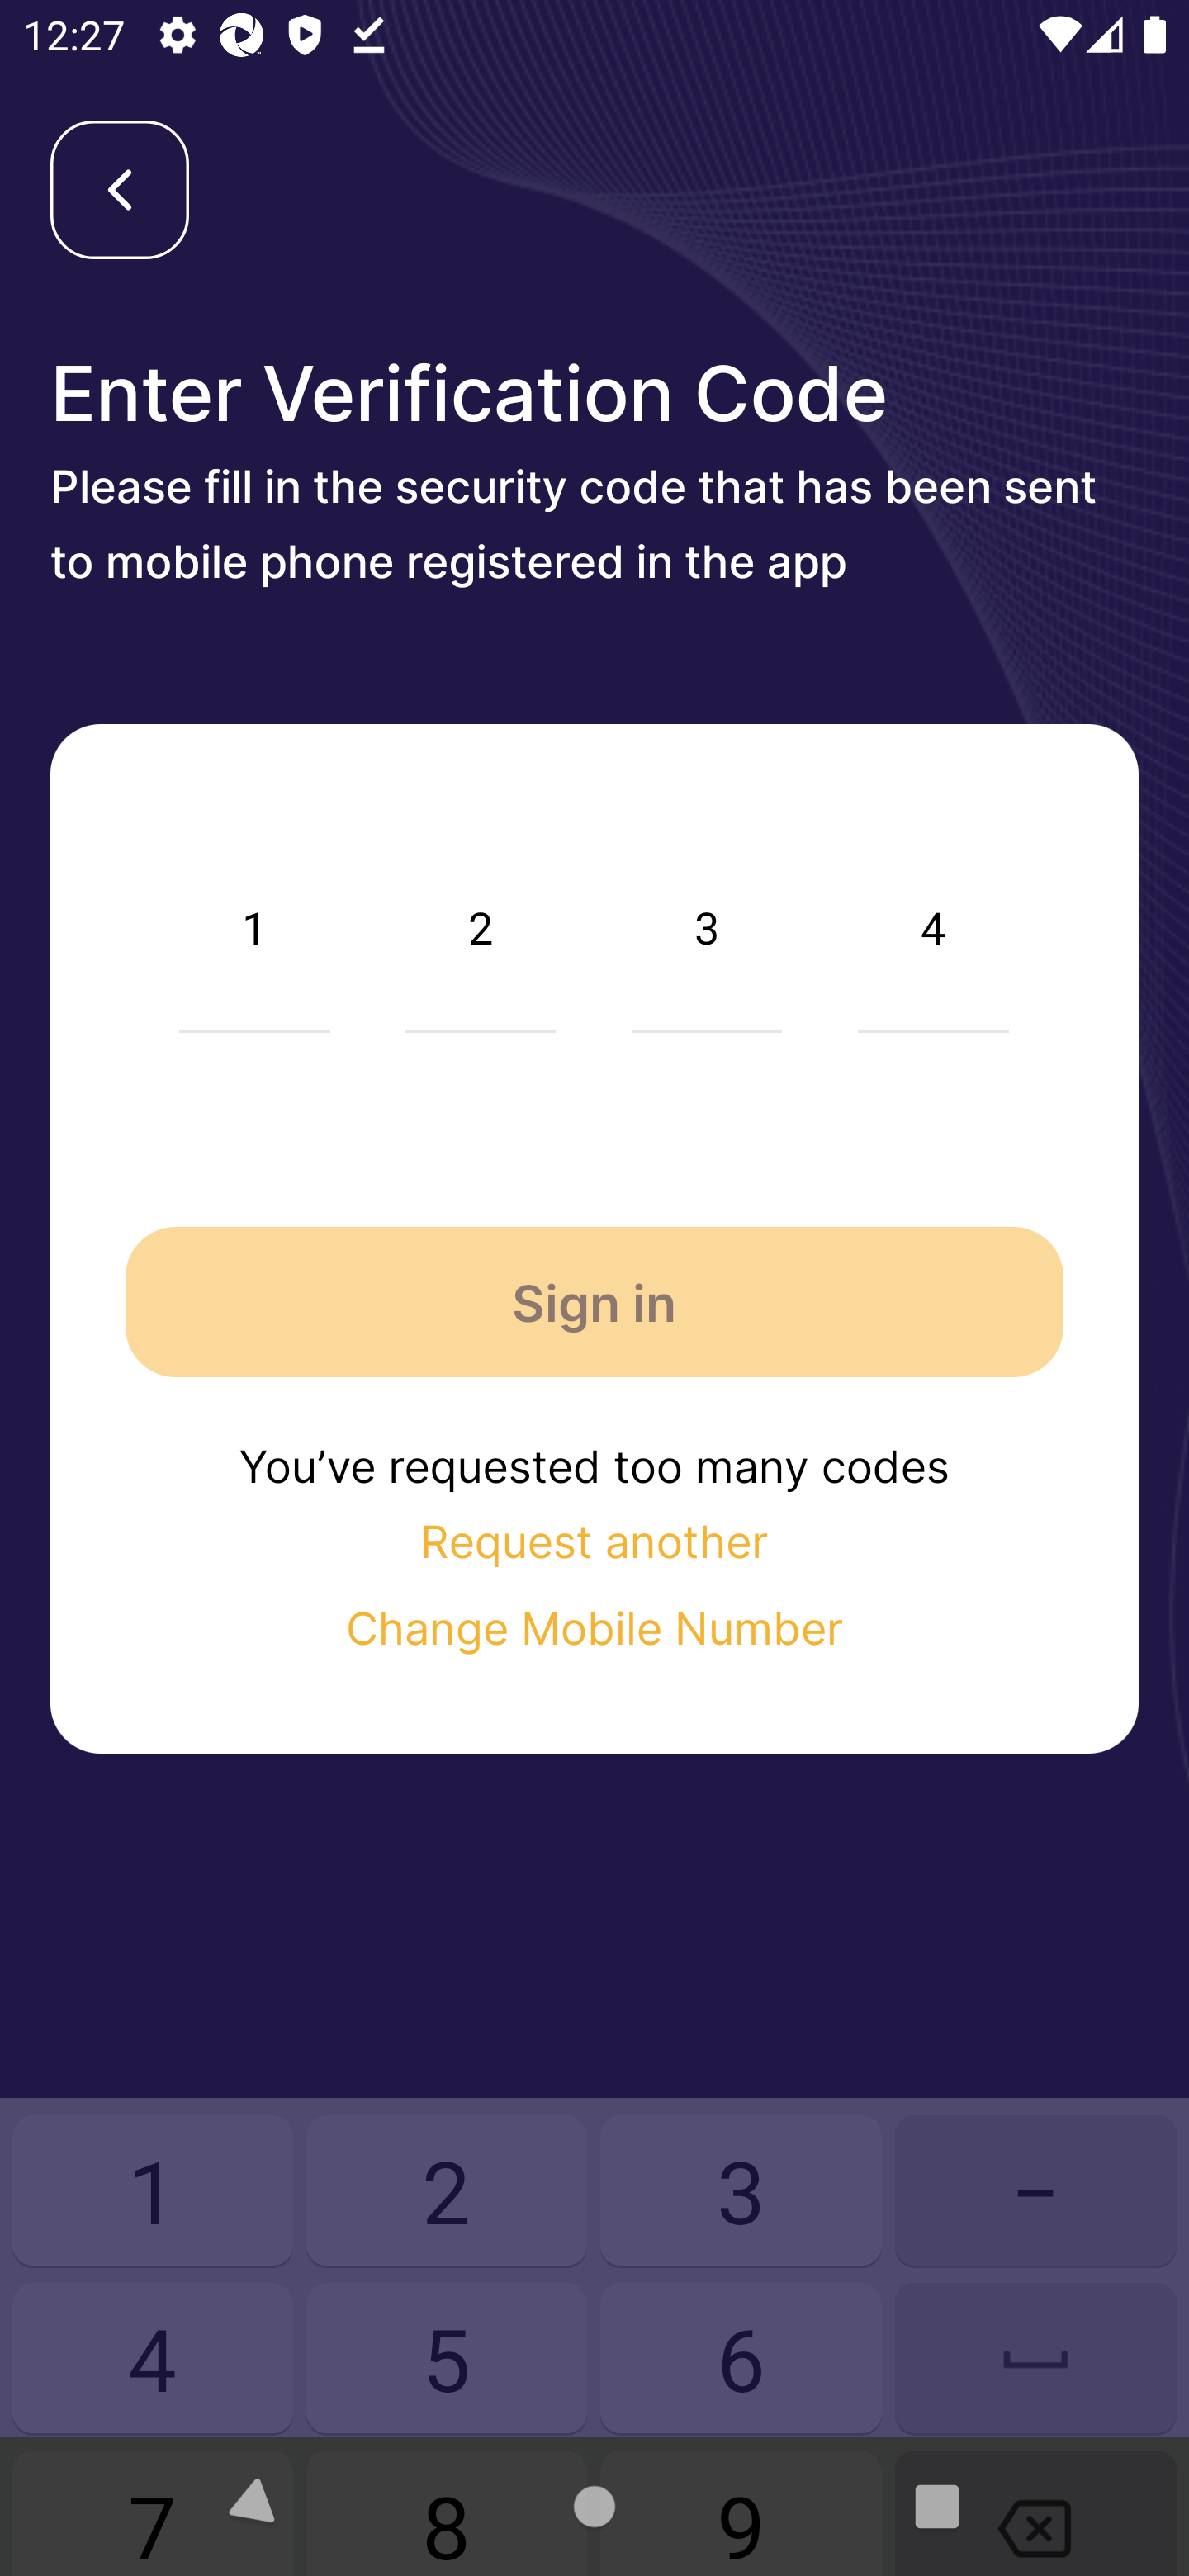 12:27
Enter Verification Code
Please fill in the security code that has been sent
to mobile phone registered in the app
1 2 3 4
Sign in
You’ve requested too many codes
Request another
Change Mobile Number
1 2 3 –
4 5 6
7 8 9